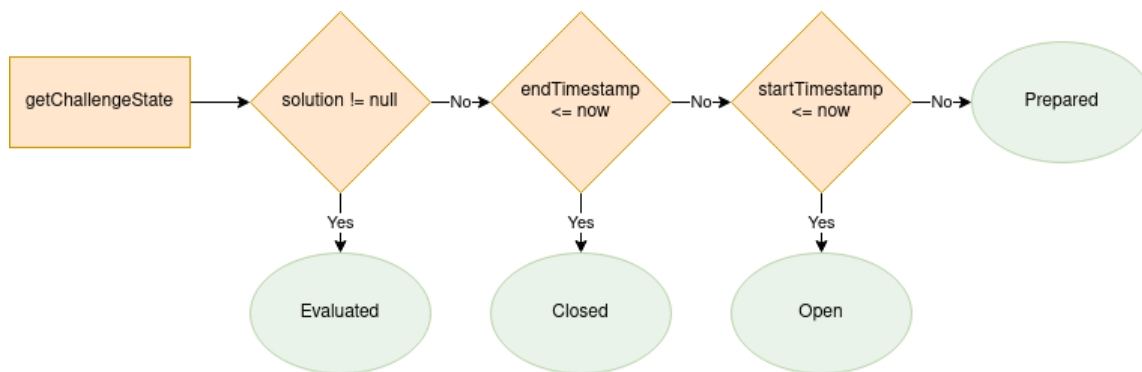 getChallengeState
solution != null
No
endTimestamp
<= now
No
startTimestamp
<= now
No
Prepared
Yes
Yes
Yes
Evaluated
Closed
Open